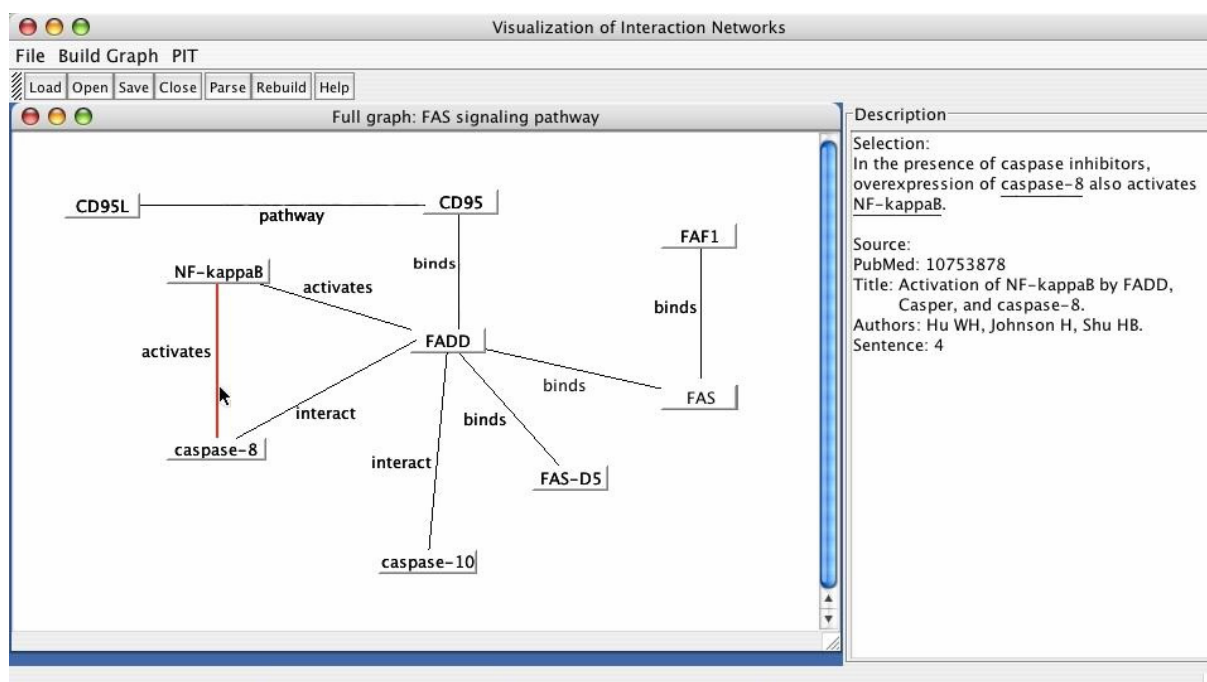 Visualization of Interaction Networks
File Build Graph PIT
Load Open Save Close Parse Rebuild Help
Full graph: FAS signaling pathway
CD95L
pathway
CD95
FAF1
NF-kappaB
activates
binds
binds
FADD
activates
binds
FAS
interact
binds
caspase-8
interact
FAS-D5
caspase-10
Description
Selection:
In the presence of caspase inhibitors,
overexpression of caspase-8 also activates
NF-kappaB.
Source:
PubMed: 10753878
Title: Activation of NF-kappaB by FADD,
Casper, and caspase-8.
Authors: Hu WH, Johnson H, Shu HB.
Sentence: 4